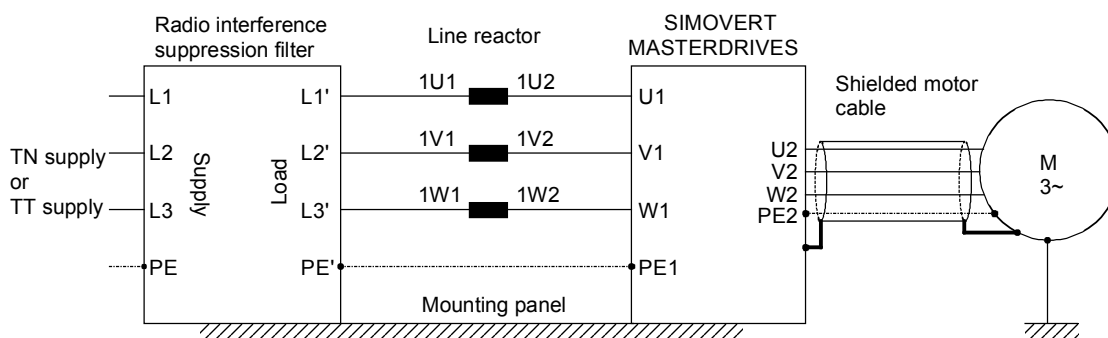 Radio interference
suppression filter
Line reactor
SIMOVERT
MASTERDRIVES
Shielded motor
cable
TN supply
or
TT supply
L1
L2
L3
PE
Supply
Load
L1'
L2'
L3'
PE'
1U1
1U2
1V1
1V2
1W1
1W2
U1
V1
W1
PE1
U2
V2
W2
PE2
M
3~
Mounting panel